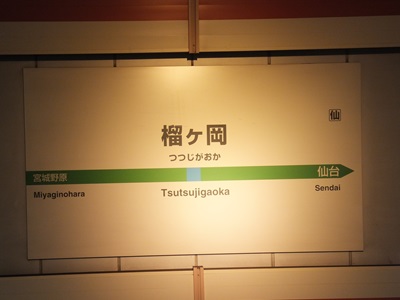 仙
榴ヶ岡
つつじがおか
宮城野原
仙台
Miyaginohara
Tsutsujigaoka
Sendai